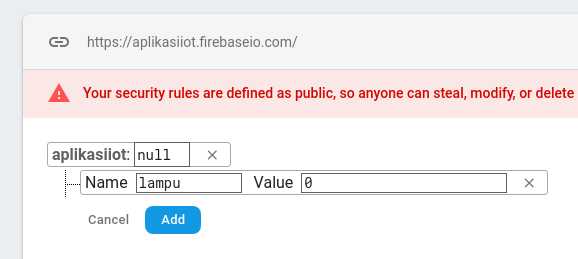 https://aplikasiiot.firebaseio.com/
Your security rules are defined as public, so anyone can steal, modify, or delete
aplikasiiot: null ×
Name lampu Value 0 ×
Cancel Add